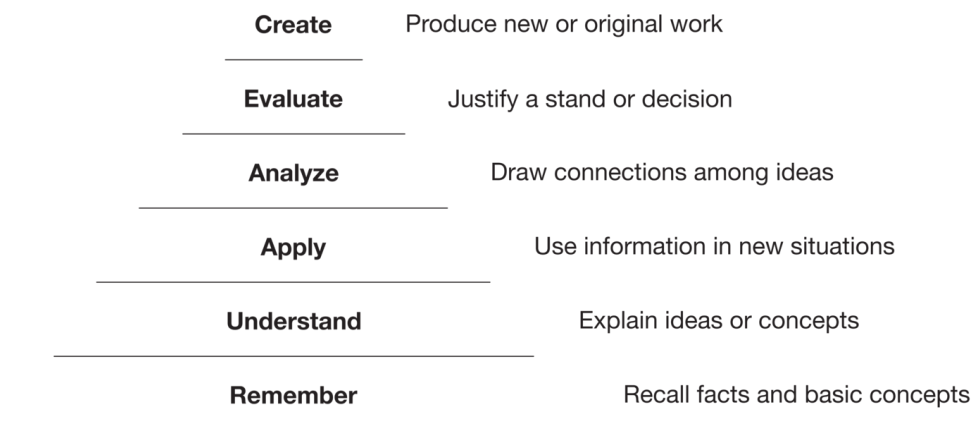 Create Produce new or original work
Evaluate Justify a stand or decision
Analyze Draw connections among ideas
Apply Use information in new situations
Understand Explain ideas or concepts
Remember Recall facts and basic concepts